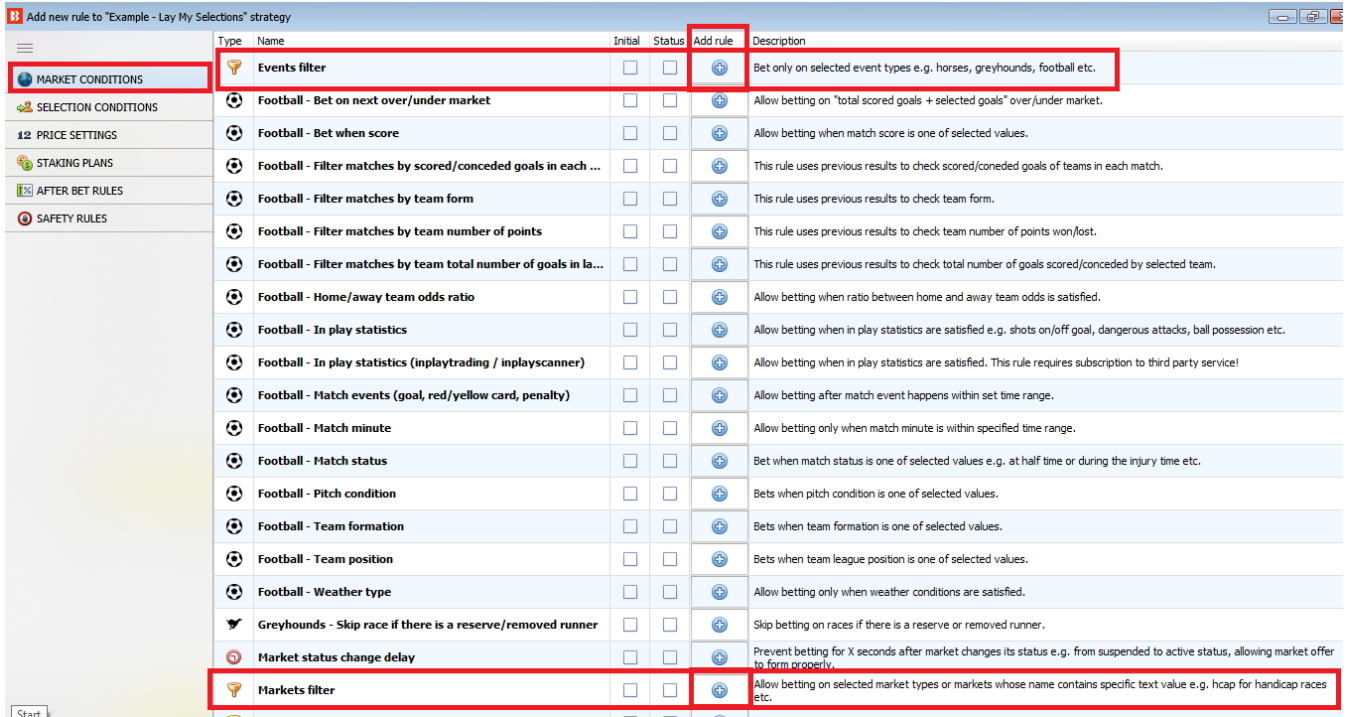 Add new rule to "Example - Lay My Selections" strategy
Type Name Initial Status Add rule Description
MARKET CONDITIONS
SELECTION CONDITIONS
12 PRICE SETTINGS
STAKING PLANS
AFTER BET RULES
SAFETY RULES
Events filter Bet only on selected event types e.g. horses, greyhounds, football etc.
Football - Bet on next over/under market Allow betting on "total scored goals + selected goals" over/under market.
Football - Bet when score Allow betting when match score is one of selected values.
Football - Filter matches by scored/conceded goals in each ... This rule uses previous results to check scored/coneded goals of teams in each match.
Football - Filter matches by team form This rule uses previous results to check team form.
Football - Filter matches by team number of points This rule uses previous results to check team number of points won/lost.
Football - Filter matches by team total number of goals in la... This rule uses previous results to check total number of goals scored/conceded by selected team.
Football - Home/away team odds ratio Allow betting when ratio between home and away team odds is satisfied.
Football - In play statistics Allow betting when in play statistics are satisfied e.g. shots on/off goal, dangerous attacks, ball possession etc.
Football - In play statistics (inplaytrading / inplayscanner) Allow betting when in play statistics are satisfied. This rule requires subscription to third party service!
Football - Match events (goal, red/yellow card, penalty) Allow betting after match event happens within set time range.
Football - Match minute Allow betting only when match minute is within specified time range.
Football - Match status Bet when match status is one of selected values e.g. at half time or during the injury time etc.
Football - Pitch condition Bets when pitch condition is one of selected values.
Football - Team formation Bets when team formation is one of selected values.
Football - Team position Bets when team league position is one of selected values.
Football - Weather type Allow betting only when weather conditions are satisfied.
Greyhounds - Skip race if there is a reserve/removed runner Skip betting on races if there is a reserve or removed runner.
Market status change delay Prevent betting for X seconds after market changes its status e.g. from suspended to active status, allowing market offer
to form properly.
Markets filter Allow betting on selected market types or markets whose name contains specific text value e.g. hcap for handicap races
etc.
Start